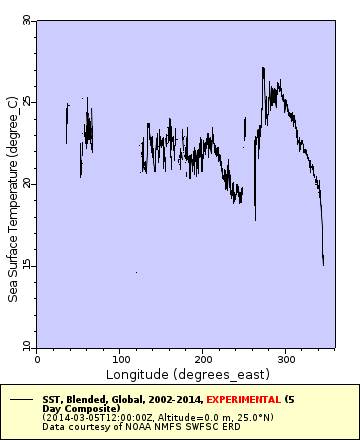 30
25
20
15
10
Sea Surface Temperature (degree_C)
0
100
200
300
Longitude (degrees_east)
SST, Blended, Global, 2002-2014, EXPERIMENTAL (5
Day Composite)
(2014-03-05T12:00:00Z, Altitude=0.0 m, 25.0°N)
Data courtesy of NOAA NMFS SWFSC ERD